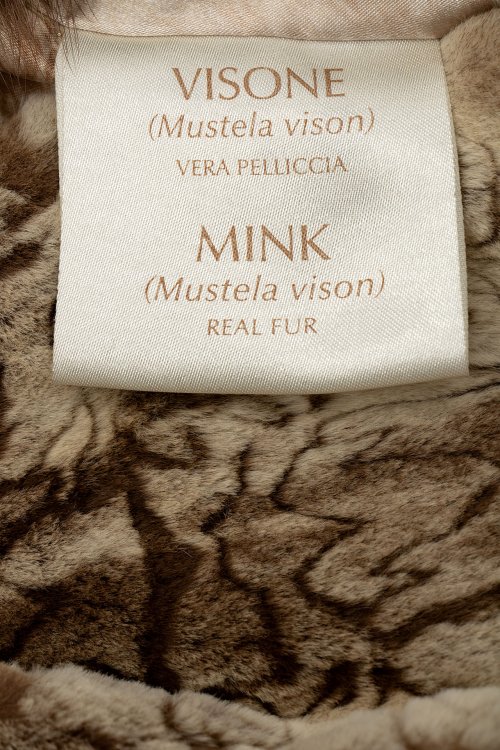 VISONE
(Mustela vison)
VERA PELLICCIA
MINK
(Mustela vison)
REAL FUR